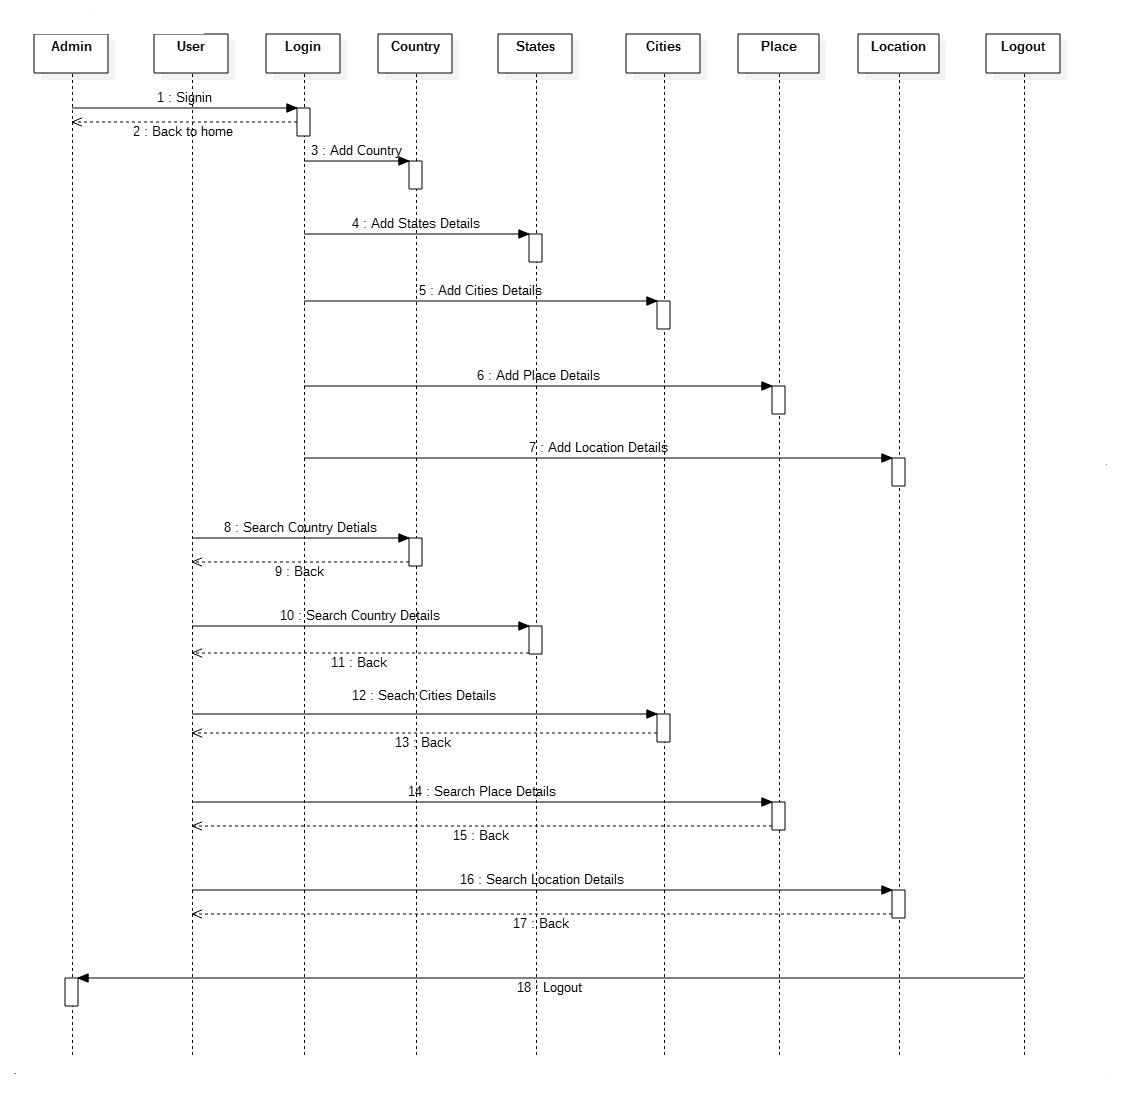 Admin User Login Country States Cities Place Location Logout
1 : Signin
2 : Back to home
3 : Add Country
4 : Add States Details
5 : Add Cities Details
6 : Add Place Details
7 : Add Location Details
8 : Search Country Detials
9 : Back
10 : Search Country Details
11 : Back
12 : Seach Cities Details
13 : Back
14 : Search Place Details
15 : Back
16 : Search Location Details
17 : Back
18 : Logout